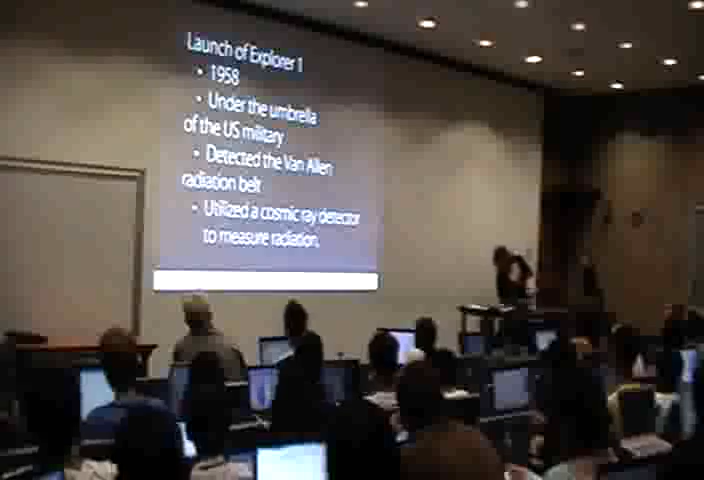 Launch of Explorer 1
• 1958
• Under the umbrella
of the US military
• Detected the Van Allen
radiation belt
• Utilized a cosmic ray detector
to measure radiation.